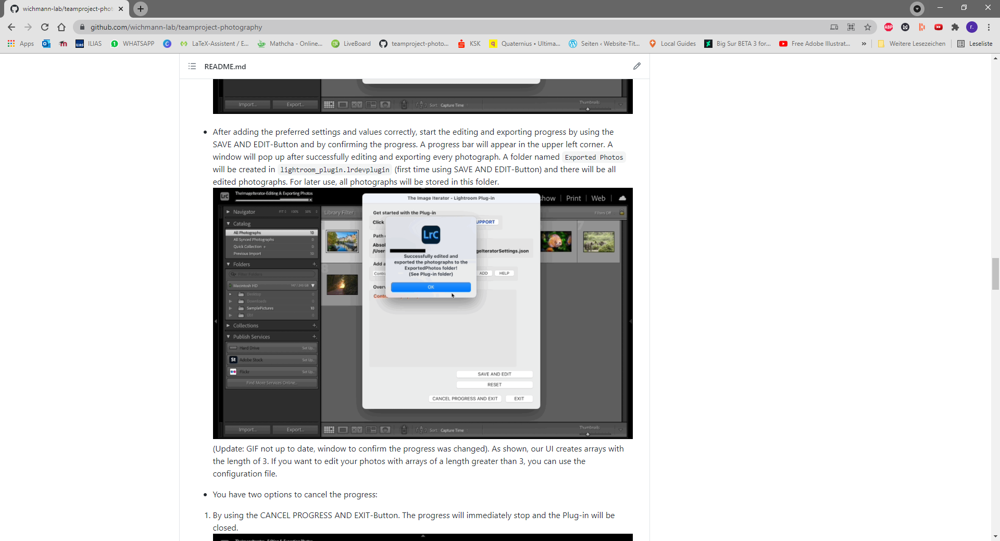 wichmann-lab/teamproject-phot
github.com/wichmann-lab/teamproject-photography
ABP
r.
Apps
ILIAS
WHATSAPP
LaTeX-Assistent / E...
Mathcha - Online...
LiveBoard
teamproject-photo...
KSK
Quaternius • Ultima...
Seiten ‹ Website-Tit...
Local Guides
Big Sur BETA 3 for...
Free Adobe Illustrat...
»
Weitere Lesezeichen
Leseliste
README.md
Import...
Export...
Sort: Capture Time
Thumbnails
• After adding the preferred settings and values correctly, start the editing and exporting progress by using the
SAVE AND EDIT-Button and by confirming the progress. A progress bar will appear in the upper left corner. A
window will pop up after successfully editing and exporting every photograph. A folder named Exported Photos
will be created in lightroom_plugin.lrdevplugin (first time using SAVE AND EDIT-Button) and there will be all
edited photographs. For later use, all photographs will be stored in this folder.
LrC
TheImageIterator-Editing & Exporting Photos
The Image Iterator - Lightroom Plug-in
show | Print | Web
Navigator
FIT
100%
50%
Library Filter:
Filters Off
Catalog
All Photographs 10
All Synced Photographs 0
Quick Collection + 0
Previous Import 10
Folders
Filter Folders
Macintosh HD
Desktop 0
Downloads 0
SamplePictures 10
Collections
Publish Services
Hard Drive Set Up...
St Adobe Stock Set Up...
Flickr Set Up...
Find More Services Online...
7
8
Get started with the Plug-in
Click
UPPORT
Path
Absol
/User
geIteratorSettings.json
Add a
Contra
ADD
HELP
Overv
Contr
LrC
Successfully edited and
exported the photographs to the
ExportedPhotos folder!
(See Plug-in folder)
OK
SAVE AND EDIT
RESET
CANCEL PROGRESS AND EXIT
EXIT
Import...
Export...
Sort: Capture Time
Thumbnails
(Update: GIF not up to date, window to confirm the progress was changed). As shown, our UI creates arrays with
the length of 3. If you want to edit your photos with arrays of a length greater than 3, you can use the
configuration file.
• You have two options to cancel the progress:
1. By using the CANCEL PROGRESS AND EXIT-Button. The progress will immediately stop and the Plug-in will be
closed.